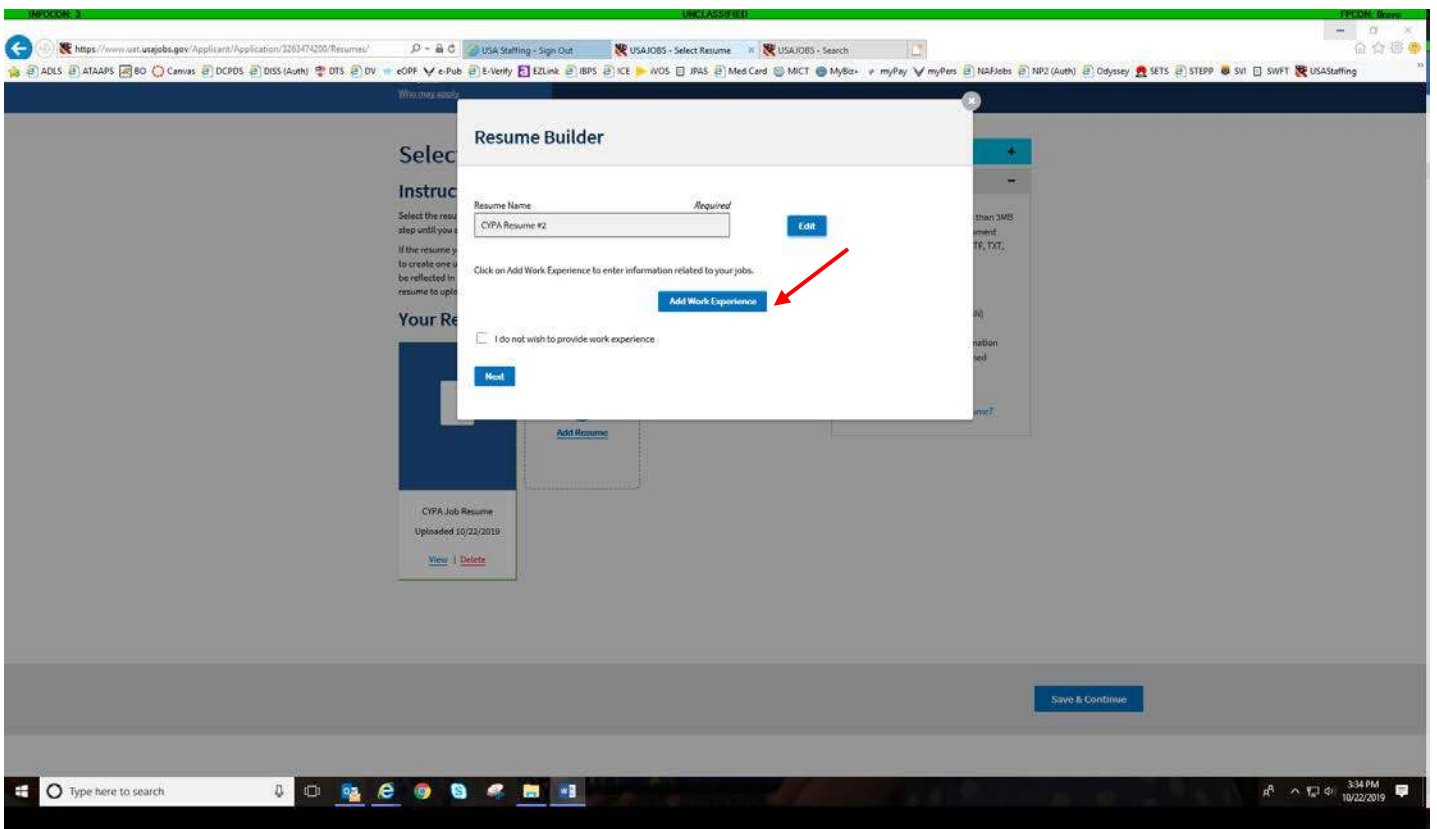 INFOCON: 3 UNCLASSIFIED FPCON: Bravo
https://www.uat.usajobs.gov/Applicant/Application/3263474200/Resumes/ USA Staffing - Sign Out USAJOBS - Select Resume USAJOBS - Search
ADLS ATAAPS BO Canvas DCPDS DISS (Auth) DTS DV eOPF e-Pub E-Verify EZLink IBPS ICE iVOS JPAS Med Card MICT MyBiz+ myPay myPers NAFJobs NP2 (Auth) Odyssey SETS STEPP SVI SWFT USAStaffing
Who may apply
Resume Builder
Selec
Instruc
Select the resu
step until you
If the resume y
to create one u
be reflected in
resume to uplo
Your Re
Resume Name Required
CYPA Resume #2
Edit
Click on Add Work Experience to enter information related to your jobs.
Add Work Experience
I do not wish to provide work experience
Next
than 3MB
TF, TXT,
Add Resume
CYPA Job Resume
Uploaded 10/22/2019
View | Delete
Save & Continue
Type here to search
3:34 PM
10/22/2019